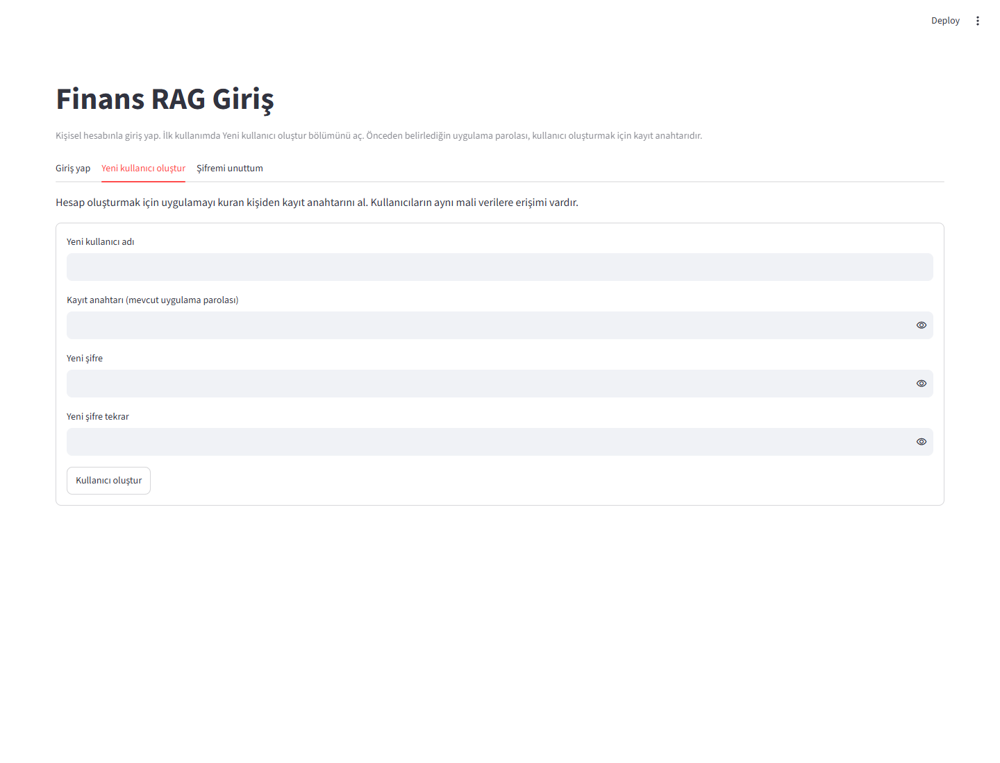 Deploy
Finans RAG Giriş
Kişisel hesabınla giriş yap. İlk kullanımda Yeni kullanıcı oluştur bölümünü aç. Önceden belirlediğin uygulama parolası, kullanıcı oluşturmak için kayıt anahtarıdır.
Giriş yap Yeni kullanıcı oluştur Şifremi unuttum
Hesap oluşturmak için uygulamayı kuran kişiden kayıt anahtarını al. Kullanıcıların aynı mali verilere erişimi vardır.
Yeni kullanıcı adı
Kayıt anahtarı (mevcut uygulama parolası)
Yeni şifre
Yeni şifre tekrar
Kullanıcı oluştur